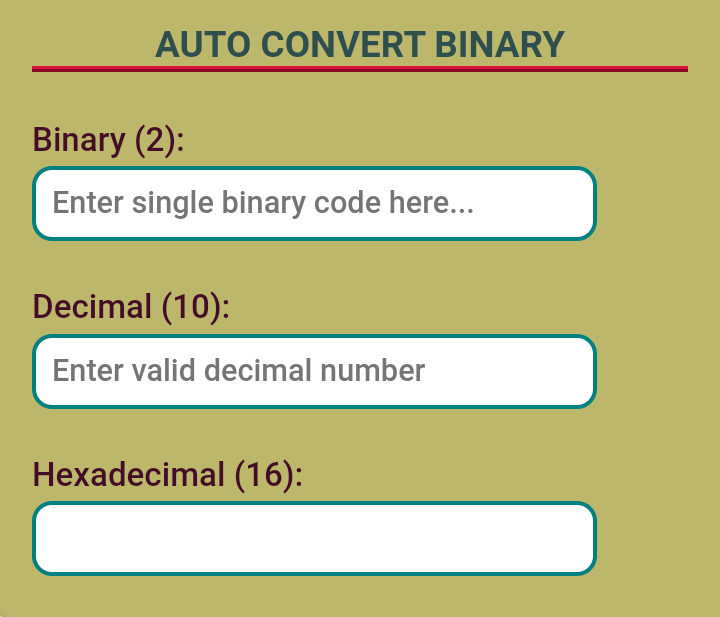 AUTO CONVERT BINARY
Binary (2):
Enter single binary code here...
Decimal (10):
Enter valid decimal number
Hexadecimal (16):